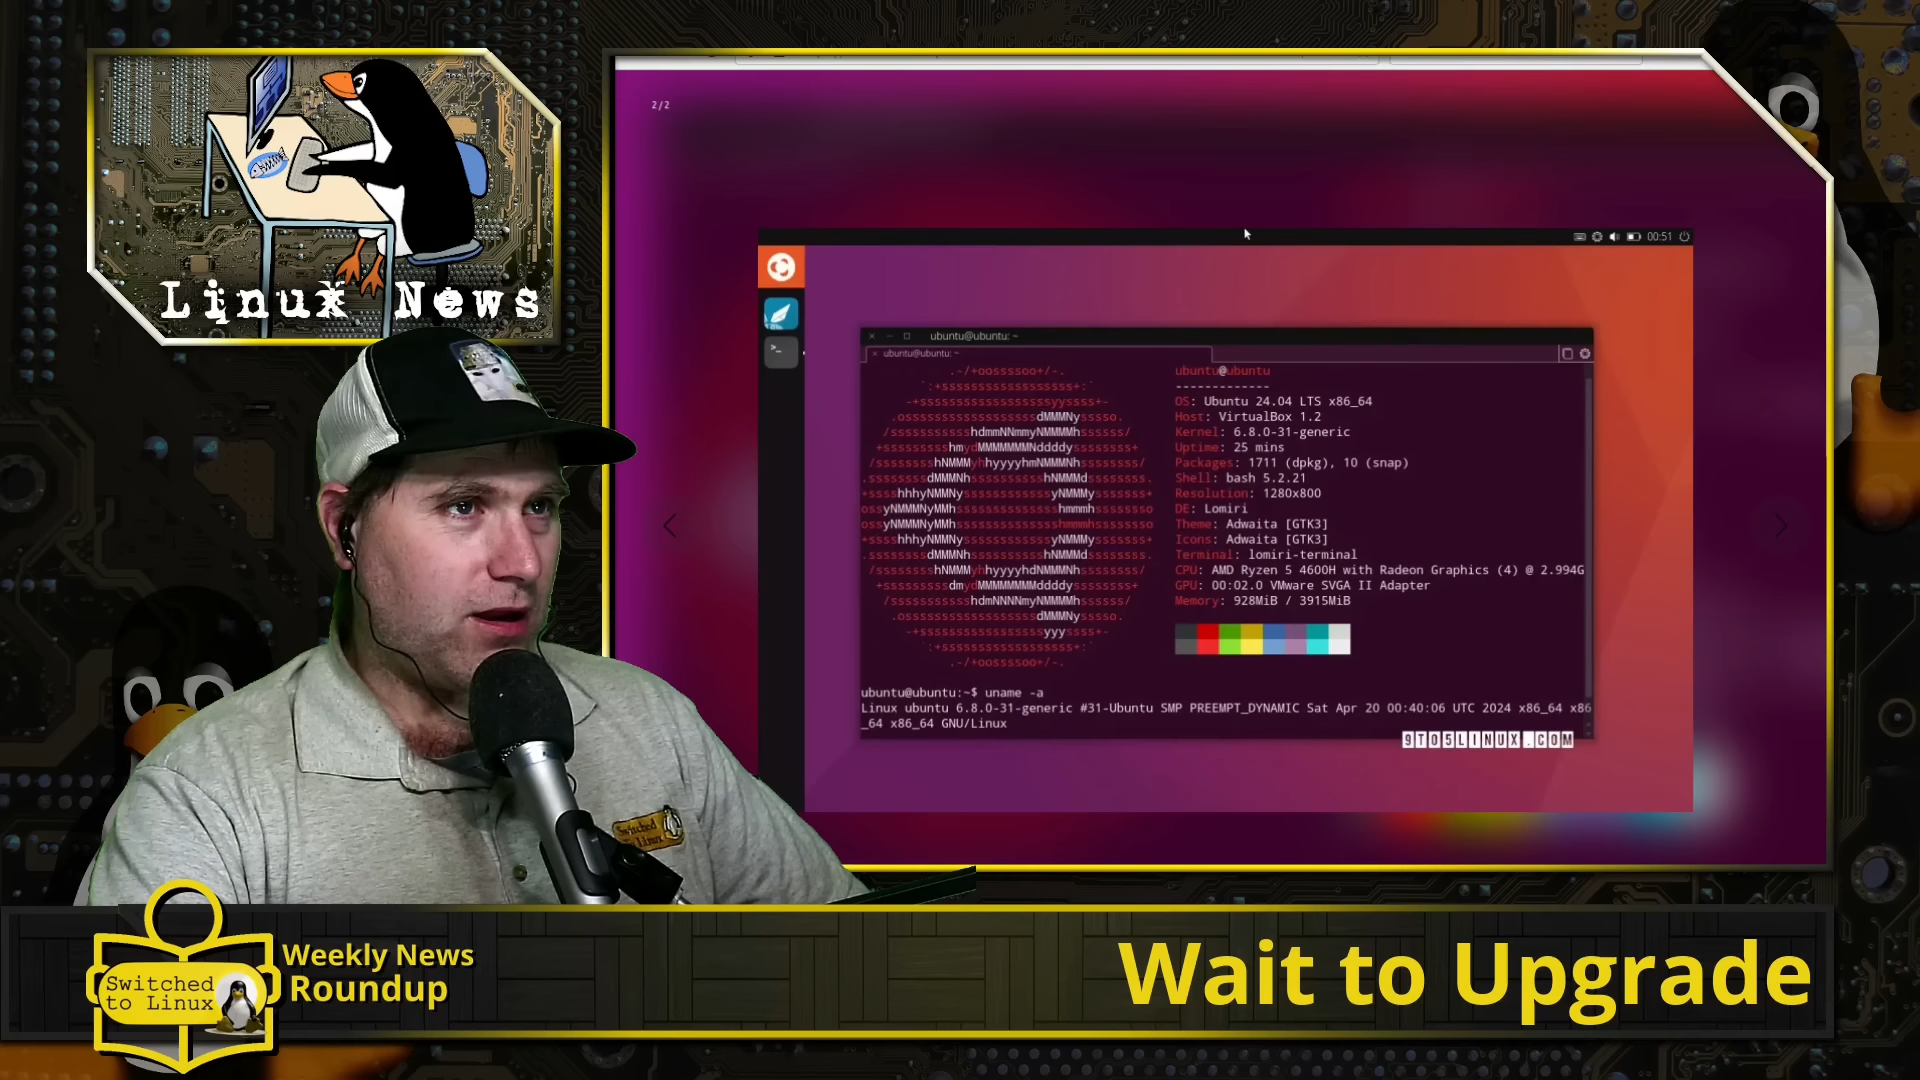 Linux News
2/2
00:51
ubuntu@ubuntu: ~
ubuntu@ubuntu: ~
ubuntu@ubuntu
-------------
OS: Ubuntu 24.04 LTS x86_64
Host: VirtualBox 1.2
Kernel: 6.8.0-31-generic
Uptime: 25 mins
Packages: 1711 (dpkg), 10 (snap)
Shell: bash 5.2.21
Resolution: 1280x800
DE: Lomiri
Theme: Adwaita [GTK3]
Icons: Adwaita [GTK3]
Terminal: lomiri-terminal
CPU: AMD Ryzen 5 4600H with Radeon Graphics (4) @ 2.994G
GPU: 00:02.0 VMware SVGA II Adapter
Memory: 928MiB / 3915MiB
ubuntu@ubuntu:~$ uname -a
Linux ubuntu 6.8.0-31-generic #31-Ubuntu SMP PREEMPT_DYNAMIC Sat Apr 20 00:40:06 UTC 2024 x86_64 x86
_64 x86_64 GNU/Linux
9TO5LINUX.COM
Switched
To Linux
Switched
to Linux
Weekly News
Roundup
Wait to Upgrade